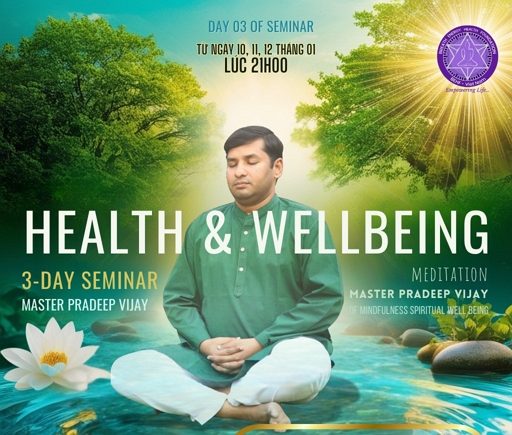 DAY 03 OF SEMINAR
TỪ NGÀY 10, 11, 12 THÁNG 01
LÚC 21H00
Empowering Life...
HEALTH & WELLBEING
3-DAY SEMINAR
MASTER PRADEEP VIJAY
MEDITATION
MASTER PRADEEP VIJAY
OF MINDFULNESS SPIRITUAL WELL BEING